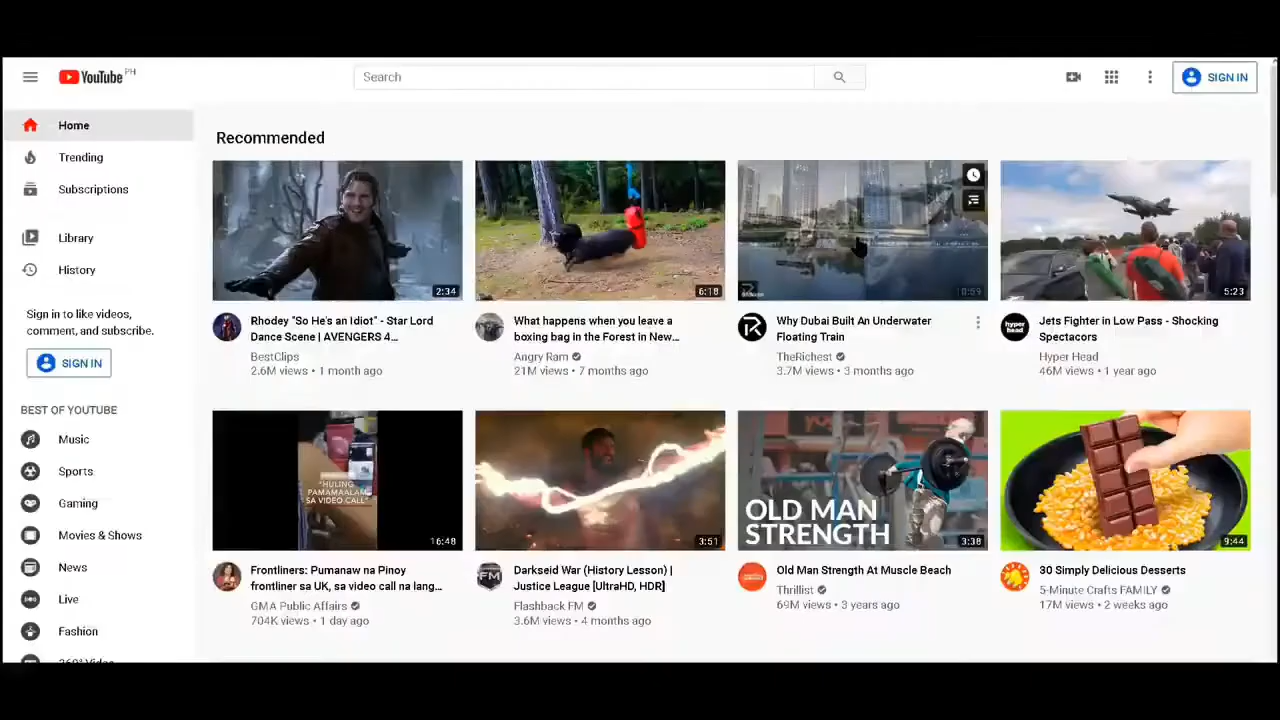 YouTube PH
Search
SIGN IN
Home
Trending
Subscriptions
Library
History
Sign in to like videos,
comment, and subscribe.
SIGN IN
BEST OF YOUTUBE
Music
Sports
Gaming
Movies & Shows
News
Live
Fashion
360° Video
Recommended
2:34
6:18
10:59
5:23
Rhodey "So He's an Idiot" - Star Lord
Dance Scene | AVENGERS 4...
BestClips
2.6M views • 1 month ago
What happens when you leave a
boxing bag in the Forest in New...
Angry Ram
21M views • 7 months ago
Why Dubai Built An Underwater
Floating Train
TheRichest
3.7M views • 3 months ago
hyper
head
Jets Fighter in Low Pass - Shocking
Spectacors
Hyper Head
46M views • 1 year ago
"HULING
PAMAMAALAM
SA VIDEO CALL"
16:48
3:51
OLD MAN
STRENGTH
3:38
9:44
Frontliners: Pumanaw na Pinoy
frontliner sa UK, sa video call na lang...
GMA Public Affairs
704K views • 1 day ago
FM
Darkseid War (History Lesson) |
Justice League [UltraHD, HDR]
Flashback FM
3.6M views • 4 months ago
Old Man Strength At Muscle Beach
Thrillist
69M views • 3 years ago
30 Simply Delicious Desserts
5-Minute Crafts FAMILY
17M views • 2 weeks ago